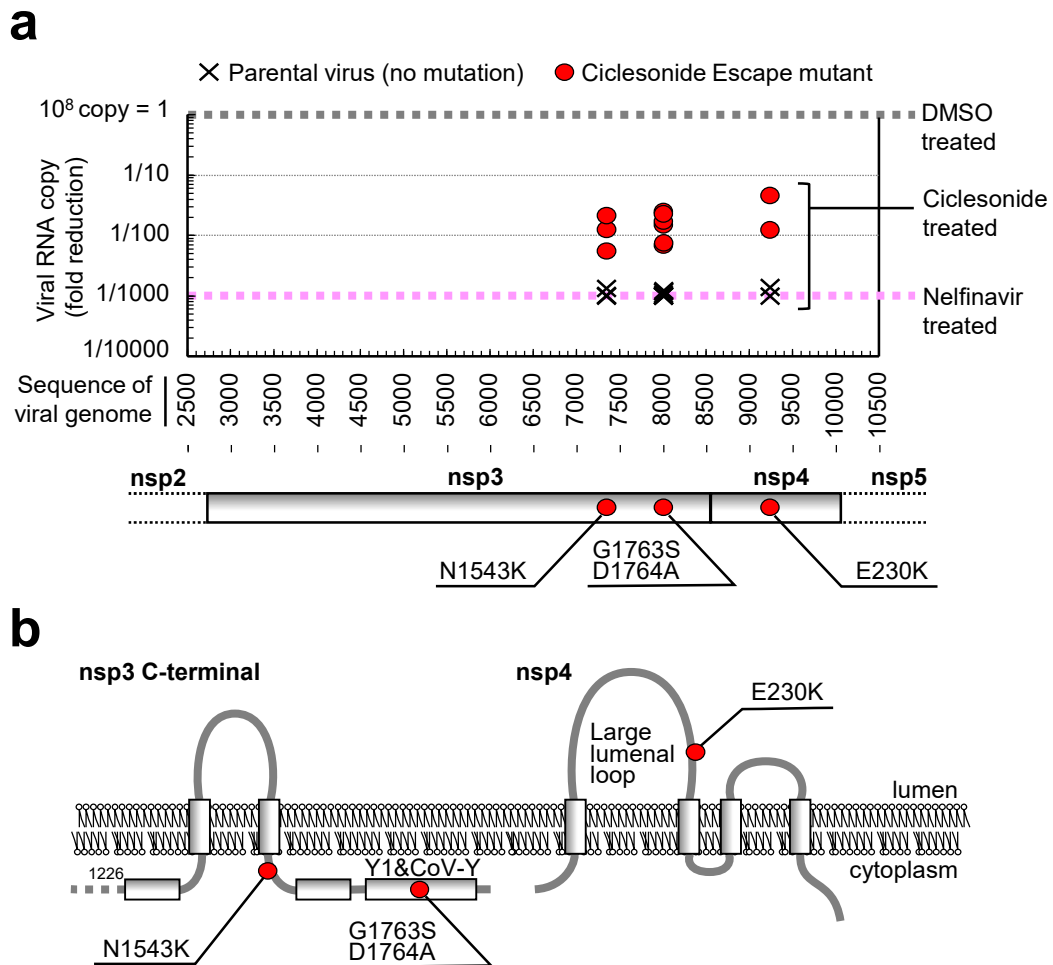 a
Parental virus (no mutation) Ciclesonide Escape mutant
10⁸ copy = 1
1/10
1/100
1/1000
1/10000
Viral RNA copy
(fold reduction)
DMSO
treated
Ciclesonide
treated
Nelfinavir
treated
Sequence of
viral genome
2500 3000 3500 4000 4500 5000 5500 6000 6500 7000 7500 8000 8500 9000 9500 10000 10500
nsp2 nsp3 nsp4 nsp5
N1543K
G1763S
D1764A
E230K
b
nsp3 C-terminal
nsp4
E230K
Large
lumenal
loop
lumen
cytoplasm
1226
Y1&CoV-Y
N1543K
G1763S
D1764A